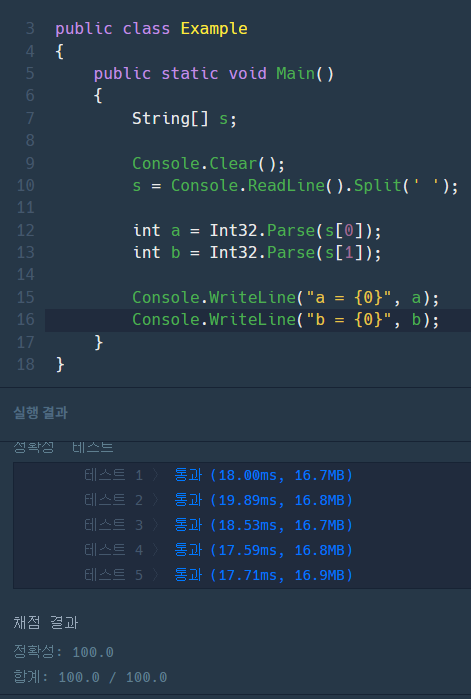 3 public class Example
4 {
5     public static void Main()
6     {
7         String[] s;
8
9         Console.Clear();
10         s = Console.ReadLine().Split(' ');
11
12         int a = Int32.Parse(s[0]);
13         int b = Int32.Parse(s[1]);
14
15         Console.WriteLine("a = {0}", a);
16         Console.WriteLine("b = {0}", b);
17     }
18 }
실행 결과
정확성 테스트
테스트 1 〉 통과 (18.00ms, 16.7MB)
테스트 2 〉 통과 (19.89ms, 16.8MB)
테스트 3 〉 통과 (18.53ms, 16.7MB)
테스트 4 〉 통과 (17.59ms, 16.8MB)
테스트 5 〉 통과 (17.71ms, 16.9MB)
채점 결과
정확성: 100.0
합계: 100.0 / 100.0